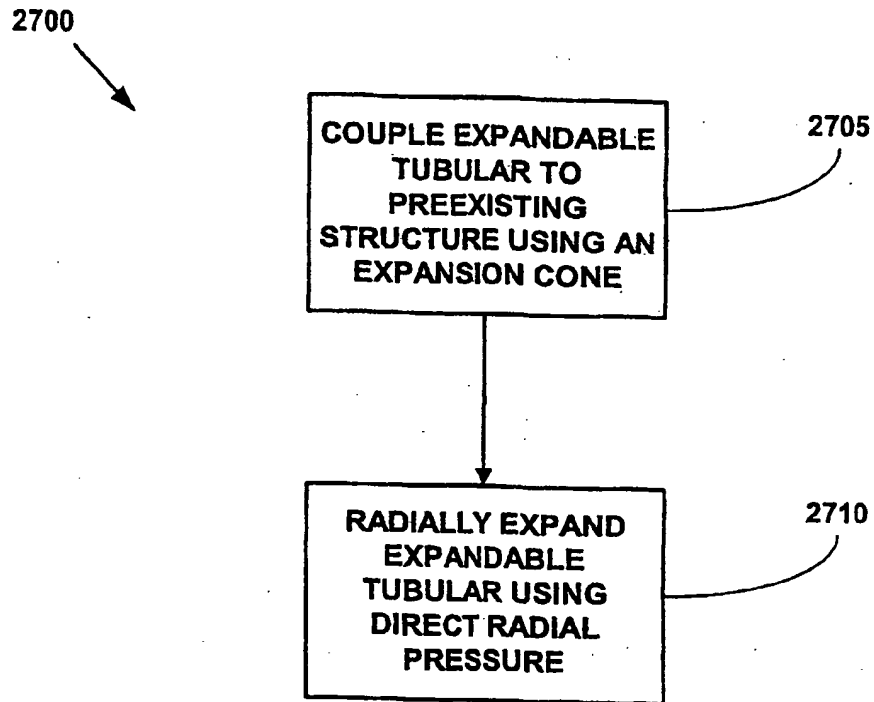 2700
COUPLE EXPANDABLE
TUBULAR TO
PREEXISTING
STRUCTURE USING AN
EXPANSION CONE
2705
RADIALLY EXPAND
EXPANDABLE
TUBULAR USING
DIRECT RADIAL
PRESSURE
2710